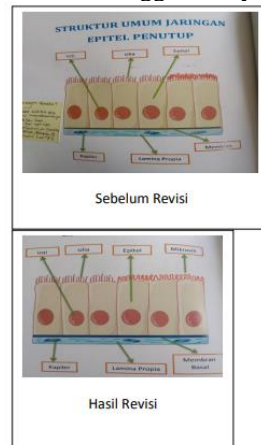 STRUKTUR UMUM JARINGAN
EPITEL PENUTUP
Inti
silia
Epitel
Kapiler
Lamina Propia
Membran
Sebelum Revisi
Inti
silia
Epitel
Mikrovili
Kapiler
Lamina Propia
Membran
Basal
Hasil Revisi